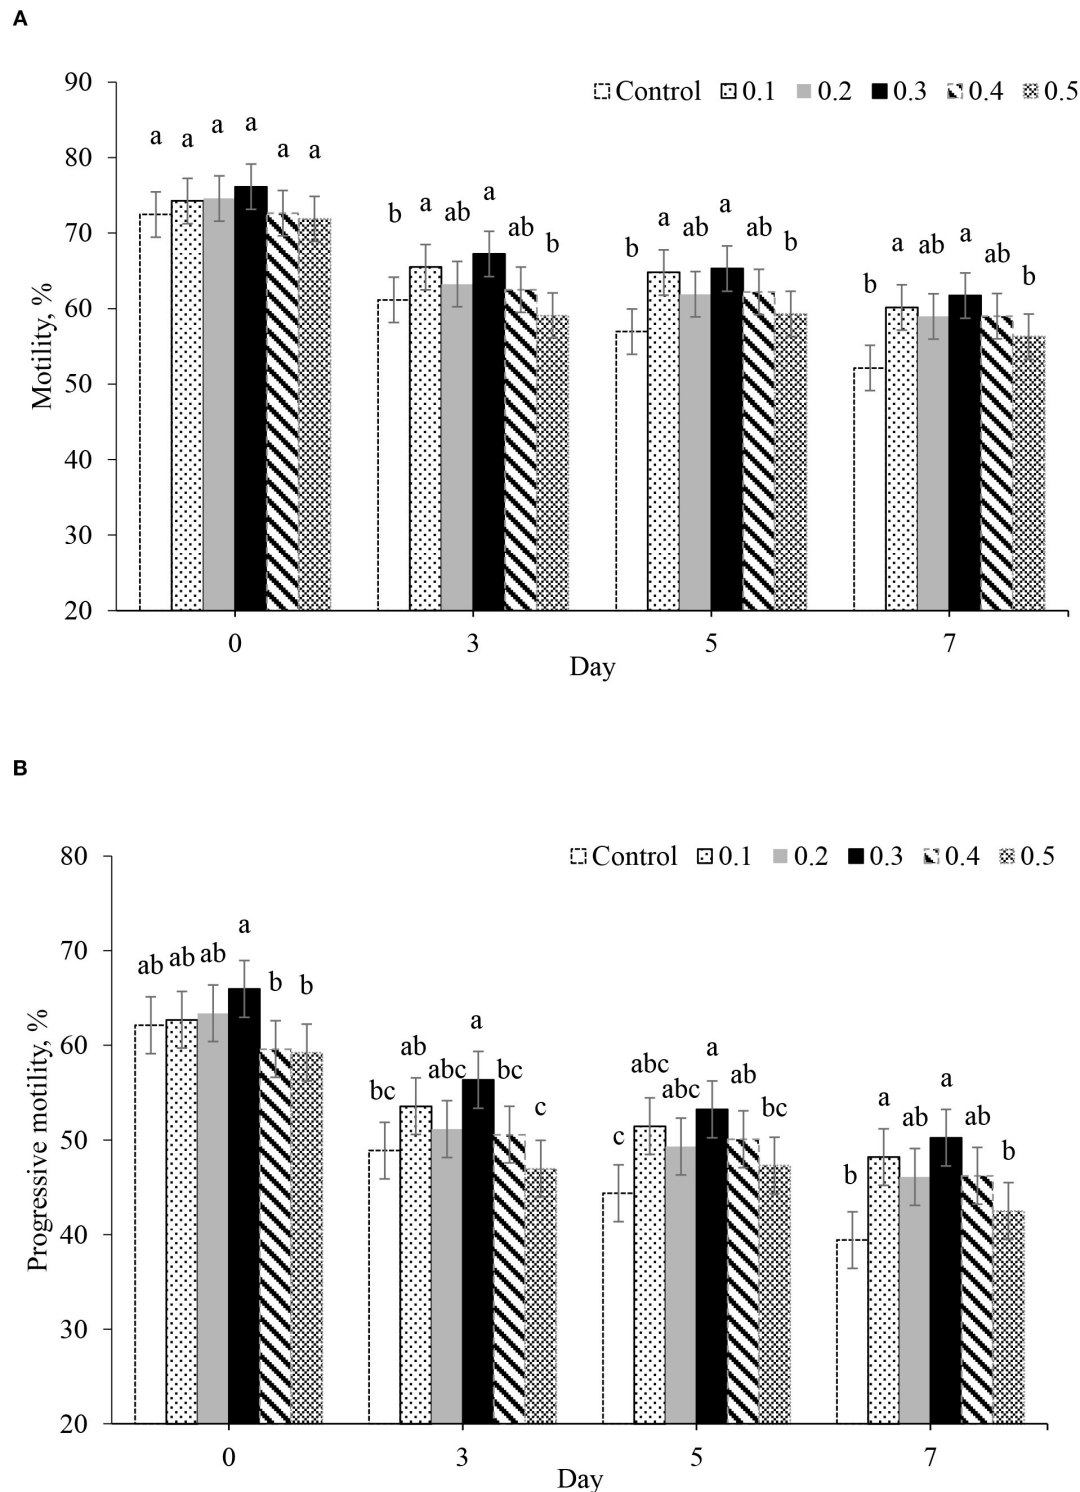 A
90
80
70
60
50
40
30
20
Motility, %
Control 0.1 0.2 0.3 0.4 0.5
a a a a a a
b a ab a ab b
b a ab a ab b
b a ab a ab b
0 3 5 7
Day
B
80
70
60
50
40
30
20
Progressive motility, %
Control 0.1 0.2 0.3 0.4 0.5
ab ab ab a b b
bc ab abc a bc c
c abc abc a ab bc
b a ab a ab b
0 3 5 7
Day